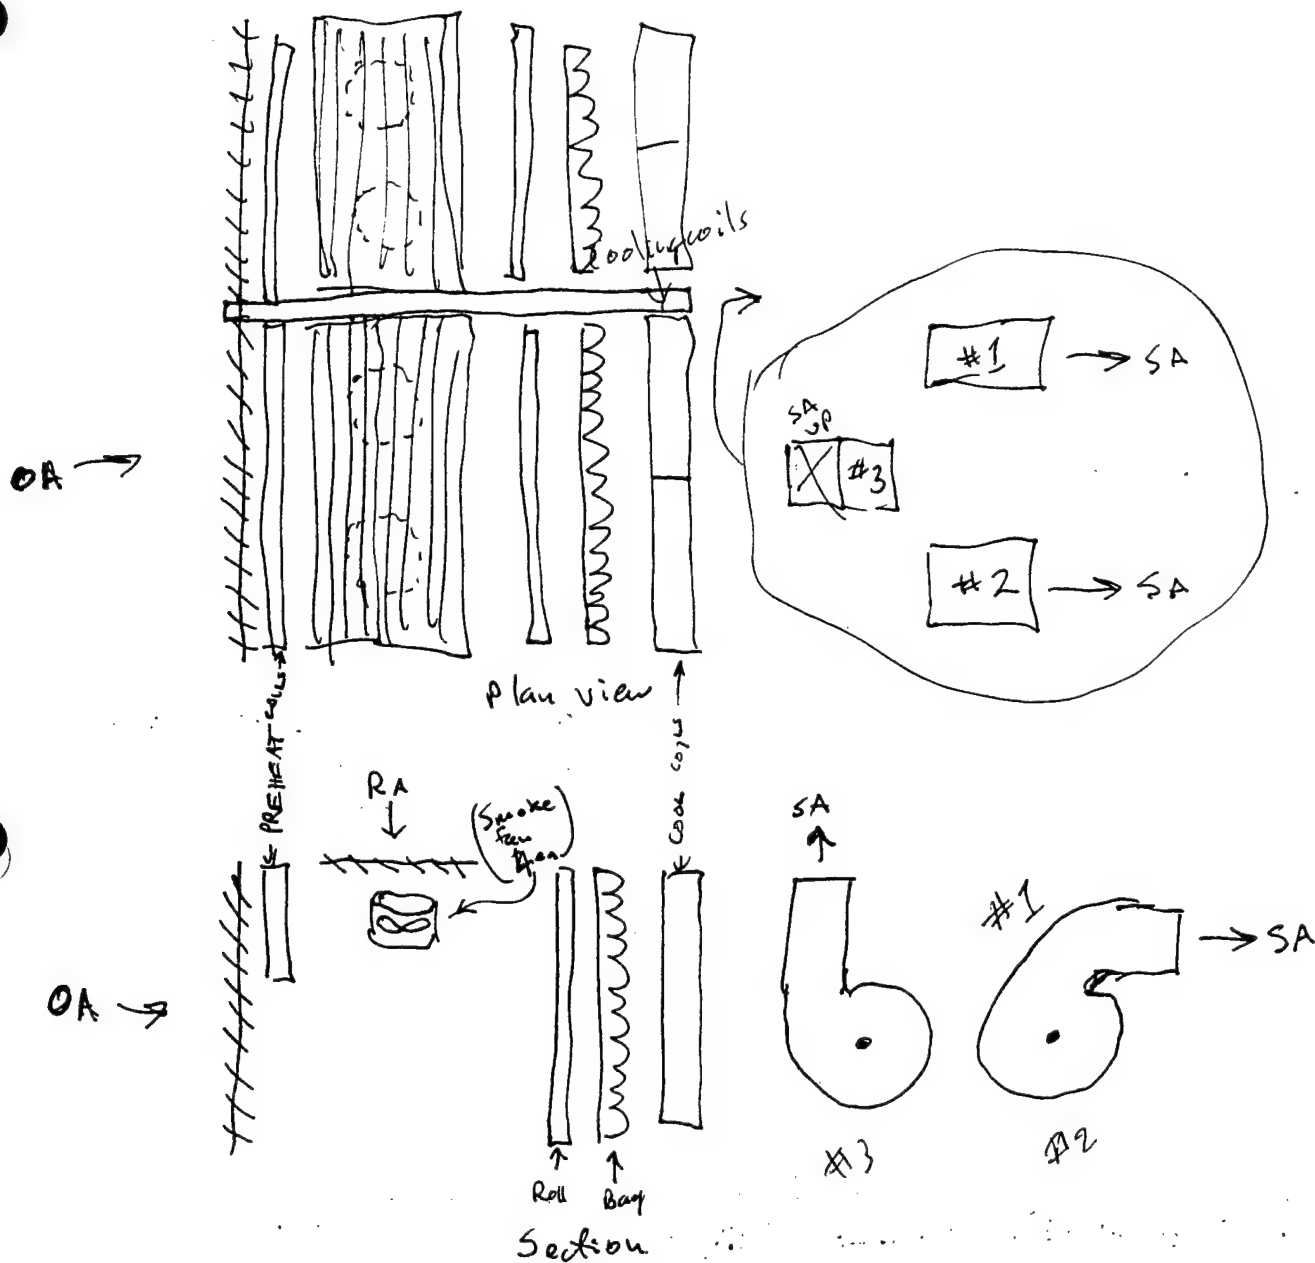 cooling coils
#1 → SA
SA
UP
#3
OA →
#2 → SA
Plan view
PREHEAT COILS
COOL COILS
RA
(Smoke
fan
Area)
SA
#1
→ SA
OA →
#3
#2
Roll
Bag
Section